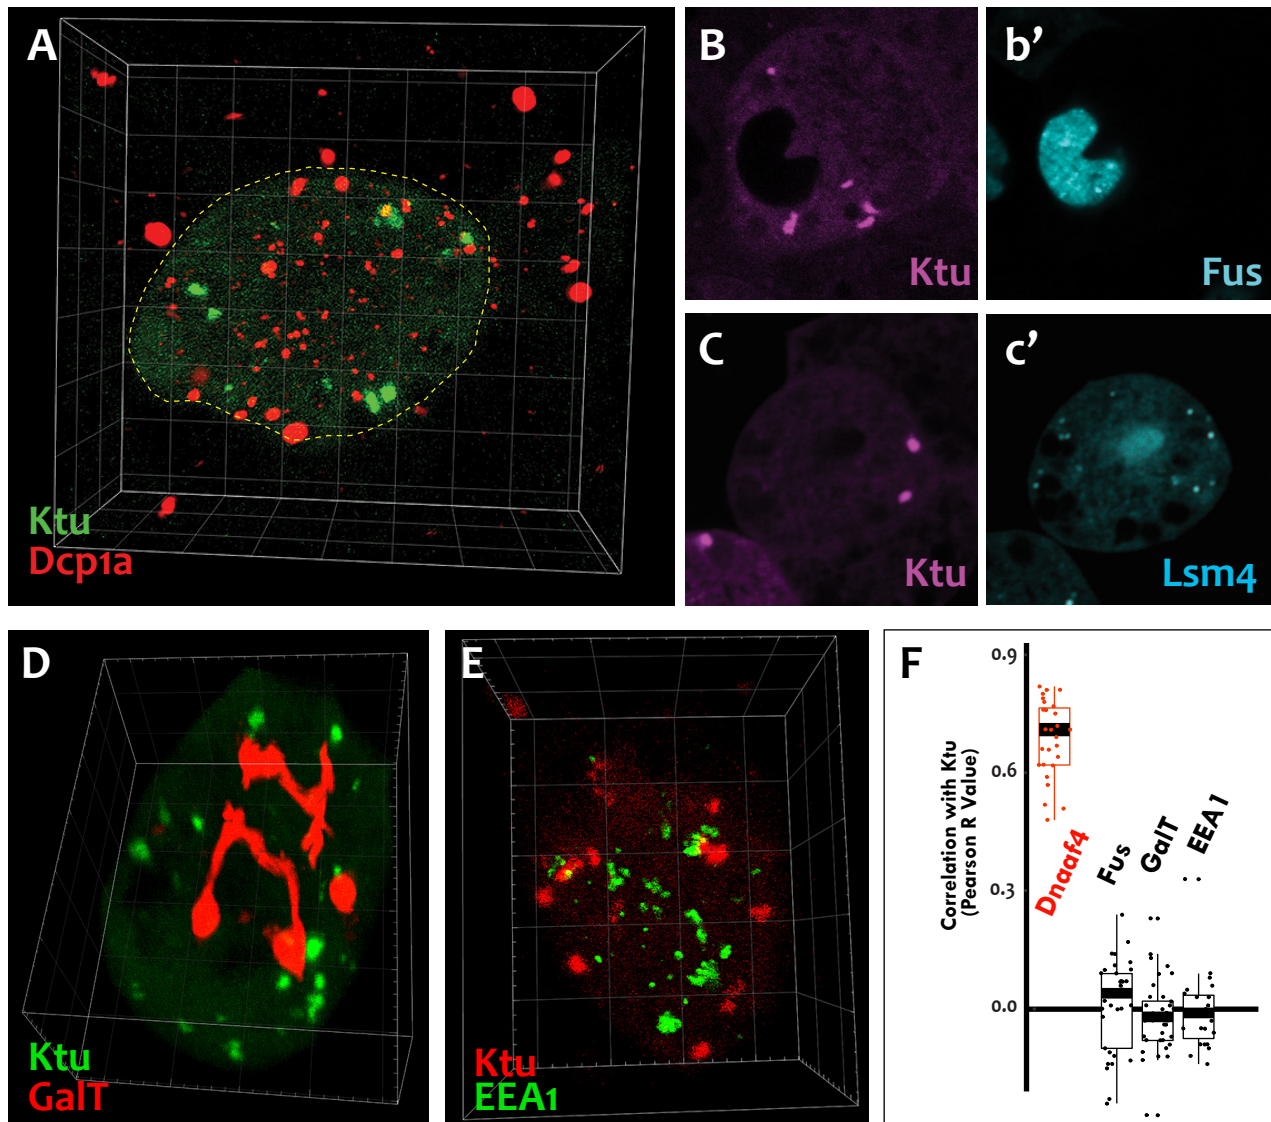 A
Ktu
Dcp1a
B
Ktu
b’
Fus
C
Ktu
c’
Lsm4
D
Ktu
GalT
E
Ktu
EEA1
F
Correlation with Ktu
(Pearson R Value)
0.9
0.6
0.3
0.0
Dnaaf4
Fus
GalT
EEA1